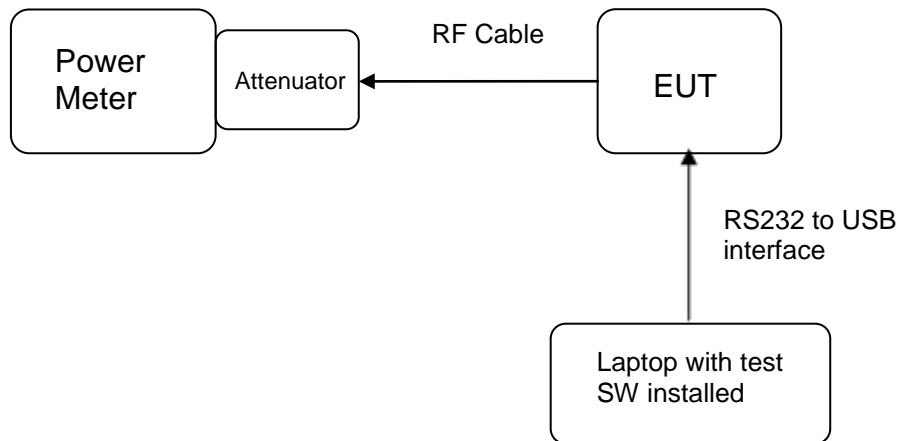 Power
Meter
Attenuator
RF Cable
EUT
RS232 to USB
interface
Laptop with test
SW installed